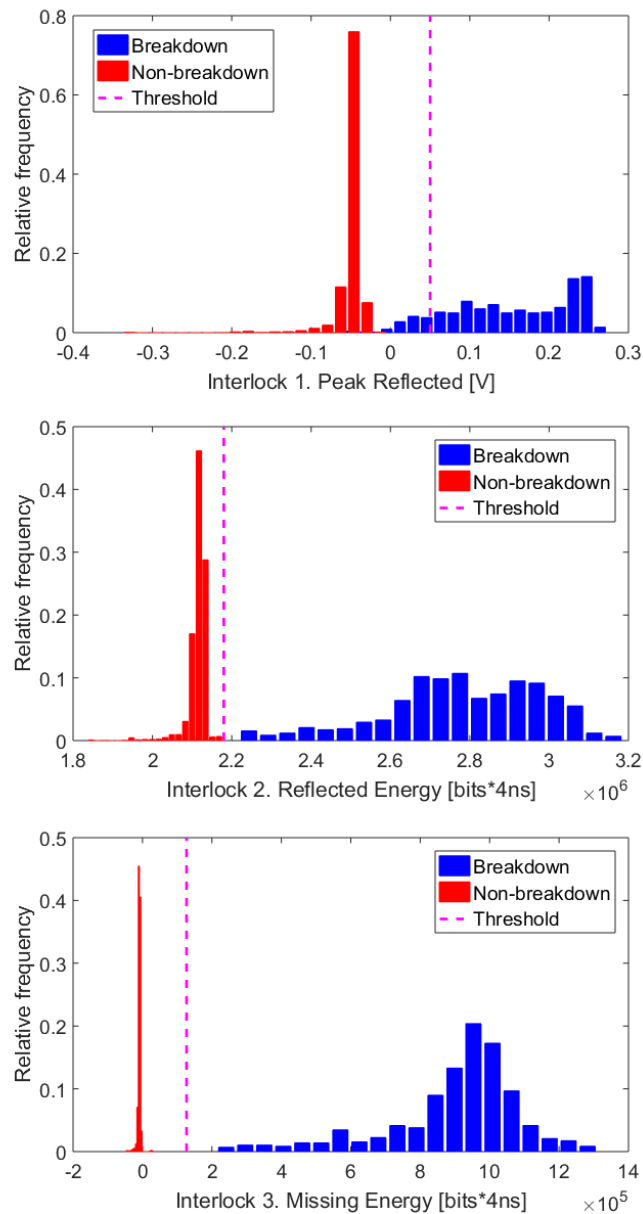 0.8
0.6
0.4
0.2
0
Relative frequency
Breakdown
Non-breakdown
Threshold
-0.4 -0.3 -0.2 -0.1 0 0.1 0.2 0.3
Interlock 1. Peak Reflected [V]
0.5
0.4
0.3
0.2
0.1
0
Relative frequency
Breakdown
Non-breakdown
Threshold
1.8 2 2.2 2.4 2.6 2.8 3 3.2
Interlock 2. Reflected Energy [bits*4ns] ×10⁶
0.5
0.4
0.3
0.2
0.1
0
Relative frequency
Breakdown
Non-breakdown
Threshold
-2 0 2 4 6 8 10 12 14
Interlock 3. Missing Energy [bits*4ns] ×10⁵